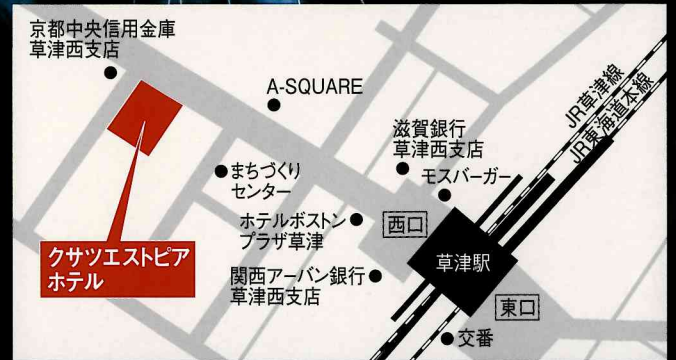 京都中央信用金庫
草津西支店
A-SQUARE
JR草津線
JR東海道本線
滋賀銀行
草津西支店
モスバーガー
まちづくり
センター
ホテルボストン
プラザ草津
西口
草津駅
クサツエストピア
ホテル
関西アーバン銀行
草津西支店
東口
交番